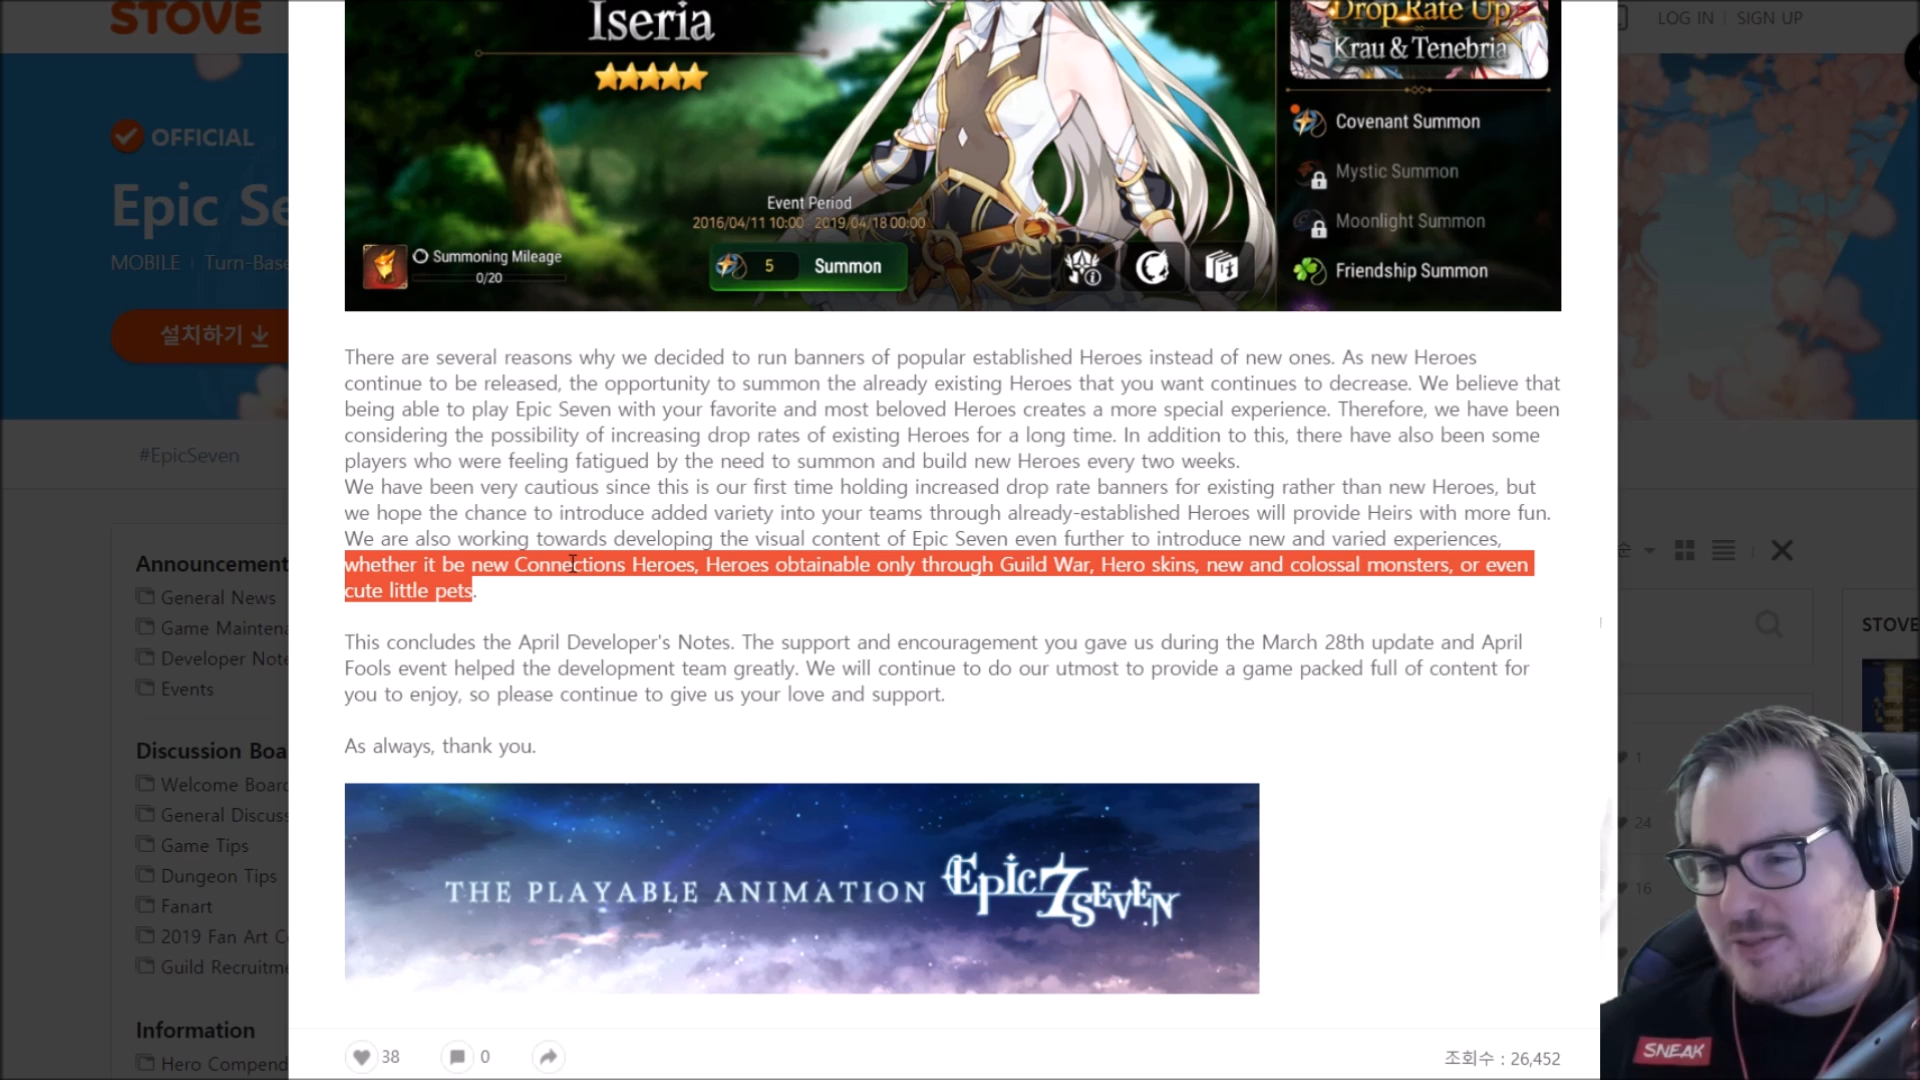 STOVE
LOG IN
SIGN UP
OFFICIAL
Epic Se
MOBILE
Turn-Base
설치하기
#EpicSeven
Announcement
General News
Game Maintena
Developer Note
Events
Discussion Boa
Welcome Board
General Discuss
Game Tips
Dungeon Tips
Fanart
2019 Fan Art C
Guild Recruitme
Information
Hero Compend
Iseria
Event Period
2016/04/11 10:00 2019/04/18 00:00
Summoning Mileage
0/20
5 Summon
Drop Rate Up
Krau & Tenebria
Covenant Summon
Mystic Summon
Moonlight Summon
Friendship Summon
There are several reasons why we decided to run banners of popular established Heroes instead of new ones. As new Heroes
continue to be released, the opportunity to summon the already existing Heroes that you want continues to decrease. We believe that
being able to play Epic Seven with your favorite and most beloved Heroes creates a more special experience. Therefore, we have been
considering the possibility of increasing drop rates of existing Heroes for a long time. In addition to this, there have also been some
players who were feeling fatigued by the need to summon and build new Heroes every two weeks.
We have been very cautious since this is our first time holding increased drop rate banners for existing rather than new Heroes, but
we hope the chance to introduce added variety into your teams through already-established Heroes will provide Heirs with more fun.
We are also working towards developing the visual content of Epic Seven even further to introduce new and varied experiences,
whether it be new Connections Heroes, Heroes obtainable only through Guild War, Hero skins, new and colossal monsters, or even
cute little pets.
This concludes the April Developer's Notes. The support and encouragement you gave us during the March 28th update and April
Fools event helped the development team greatly. We will continue to do our utmost to provide a game packed full of content for
you to enjoy, so please continue to give us your love and support.
As always, thank you.
THE PLAYABLE ANIMATION Epic 7 SEVEN
38
0
조회수 : 26,452
순
STOVE
1
24
16
SNEAK